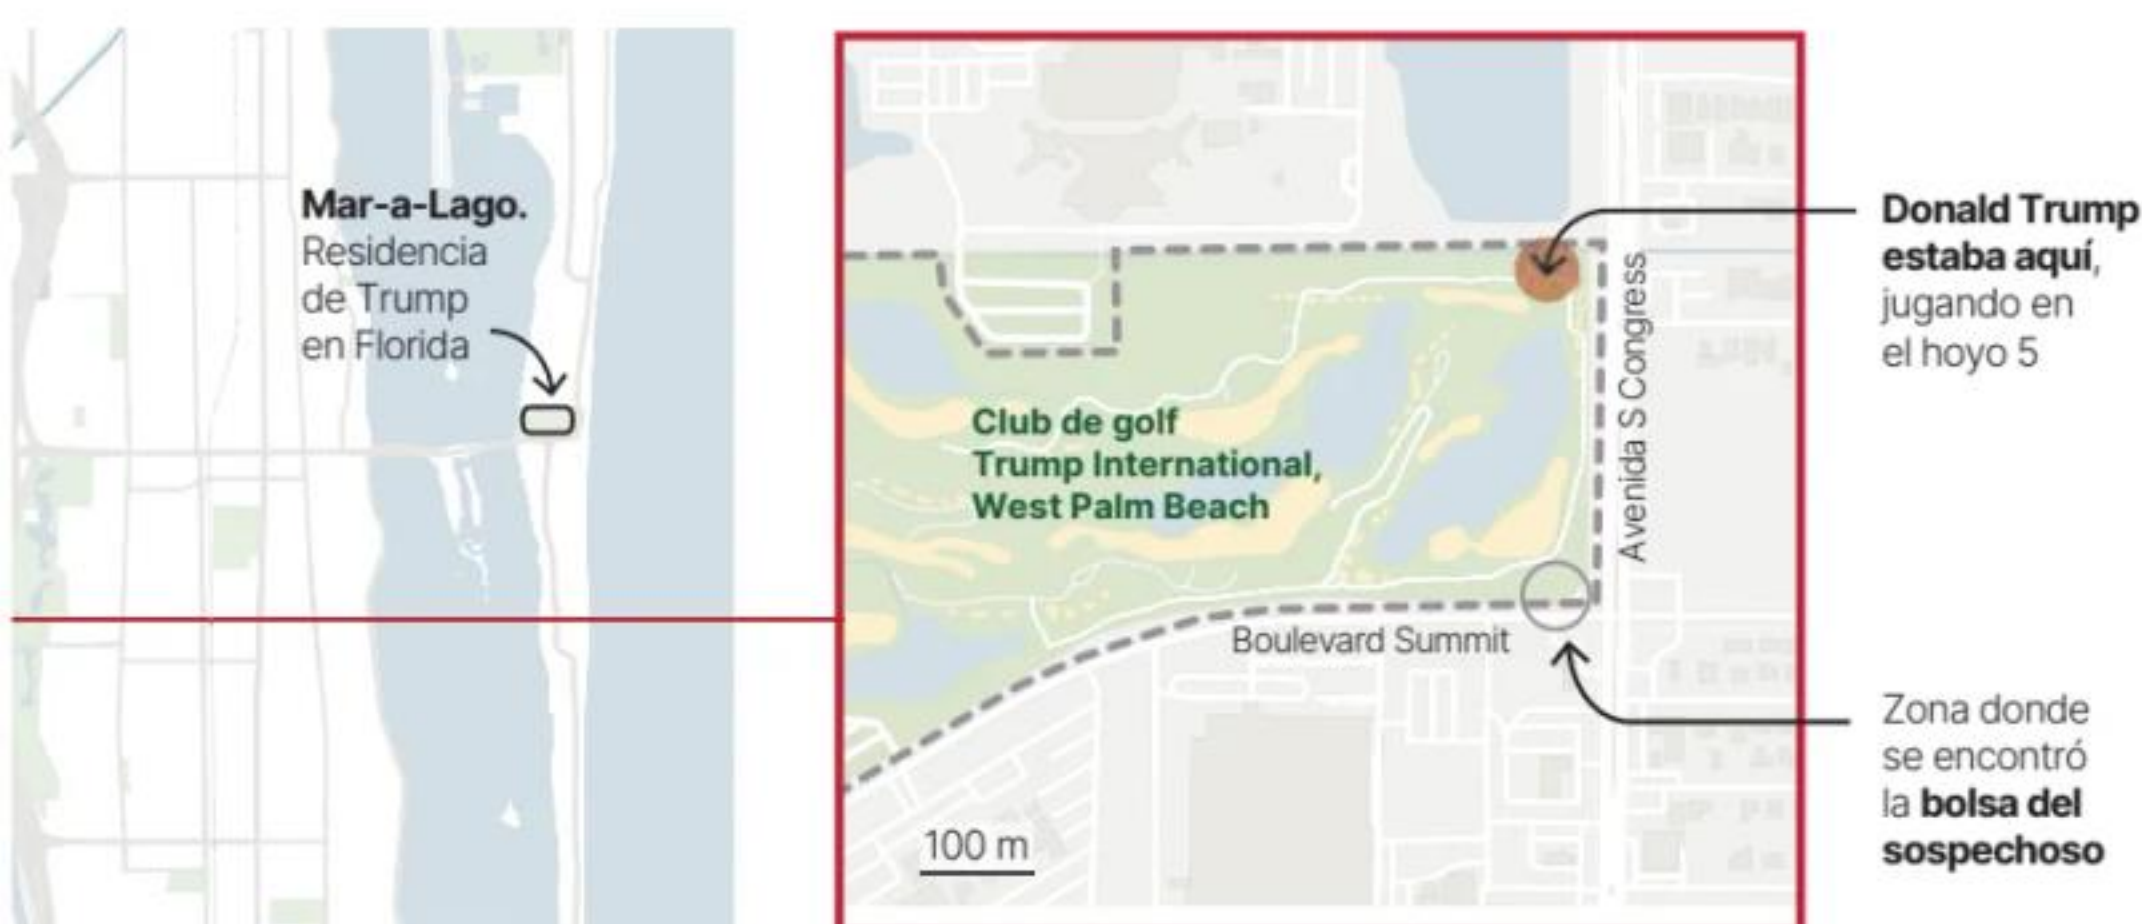 Mar-a-Lago.
Residencia
de Trump
en Florida
Club de golf
Trump International,
West Palm Beach
Avenida S Congress
Boulevard Summit
100 m
Donald Trump
estaba aquí,
jugando en
el hoyo 5
Zona donde
se encontró
la bolsa del
sospechoso